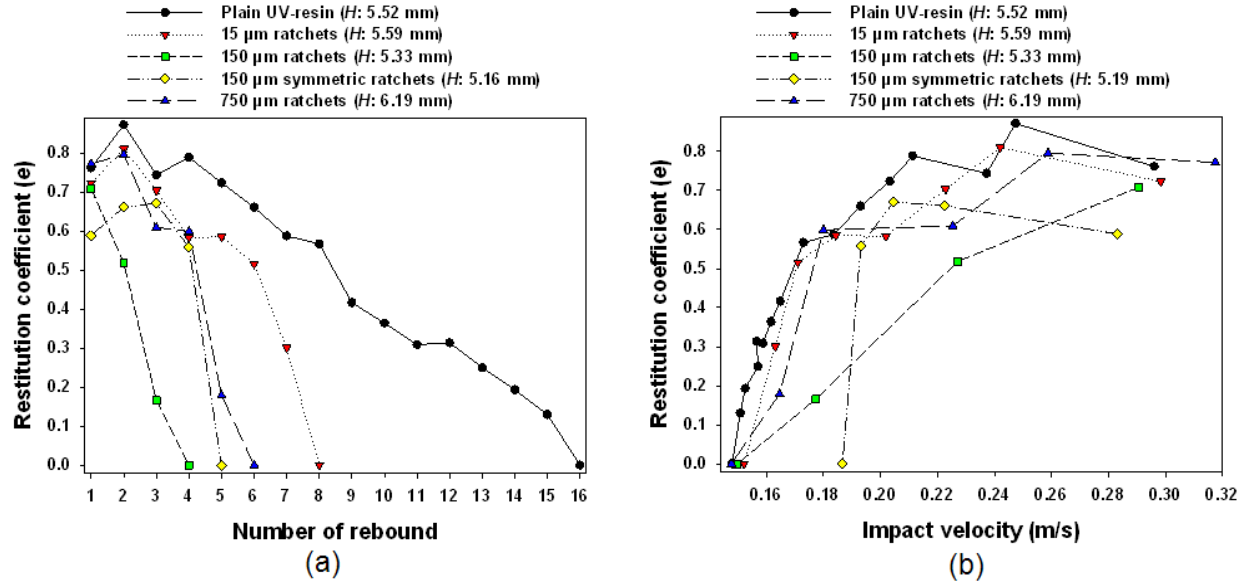 Plain UV-resin (H: 5.52 mm)
15 µm ratchets (H: 5.59 mm)
150 µm ratchets (H: 5.33 mm)
150 µm symmetric ratchets (H: 5.16 mm)
750 µm ratchets (H: 6.19 mm)
Restitution coefficient (e)
0.8
0.7
0.6
0.5
0.4
0.3
0.2
0.1
0.0
1 2 3 4 5 6 7 8 9 10 11 12 13 14 15 16
Number of rebound
(a)
Plain UV-resin (H: 5.52 mm)
15 µm ratchets (H: 5.59 mm)
150 µm ratchets (H: 5.33 mm)
150 µm symmetric ratchets (H: 5.19 mm)
750 µm ratchets (H: 6.19 mm)
Restitution coefficient (e)
0.8
0.7
0.6
0.5
0.4
0.3
0.2
0.1
0.0
0.16 0.18 0.20 0.22 0.24 0.26 0.28 0.30 0.32
Impact velocity (m/s)
(b)